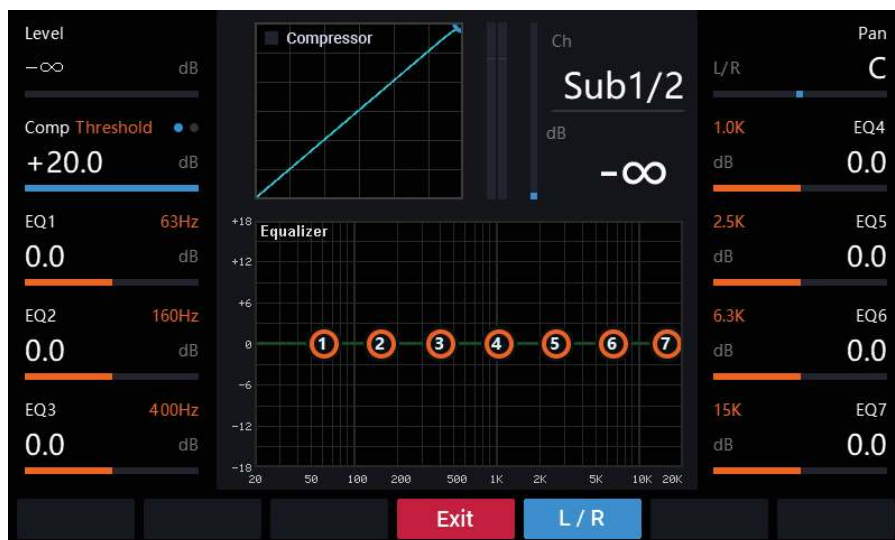 Level
−∞ dB
Comp Threshold
+20.0 dB
EQ1 63Hz
0.0 dB
EQ2 160Hz
0.0 dB
EQ3 400Hz
0.0 dB
Compressor
Ch
Sub1/2
dB
-∞
Equalizer
+18
+12
+6
0
−6
−12
−18
20 50 100 200 500 1K 2K 5K 10K 20K
1 2 3 4 5 6 7
Pan
L/R C
1.0K EQ4
dB 0.0
2.5K EQ5
dB 0.0
6.3K EQ6
dB 0.0
15K EQ7
dB 0.0
Exit L / R